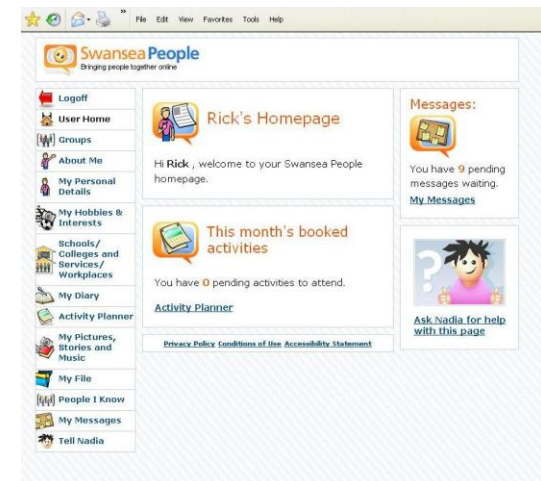 »
File Edit View Favorites Tools Help
Swansea People
Bringing people together online
Logoff
User Home
Groups
About Me
My Personal
Details
My Hobbies &
Interests
Schools/
Colleges and
Services/
Workplaces
My Diary
Activity Planner
My Pictures,
Stories and
Music
My File
People I Know
My Messages
Tell Nadia
Rick's Homepage
Hi Rick , welcome to your Swansea People
homepage.
This month's booked
activities
You have 0 pending activities to attend.
Activity Planner
Privacy Policy Conditions of Use Accessibility Statement
Messages:
You have 9 pending
messages waiting.
My Messages
?
Ask Nadia for help
with this page